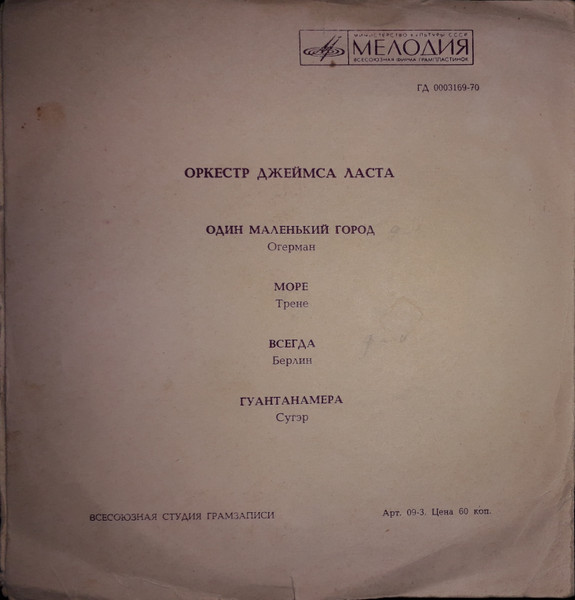 МИНИСТЕРСТВО КУЛЬТУРЫ СССР
МЕЛОДИЯ
ВСЕСОЮЗНАЯ ФИРМА ГРАМПЛАСТИНОК
ГД 0003169-70
ОРКЕСТР ДЖЕЙМСА ЛАСТА
ОДИН МАЛЕНЬКИЙ ГОРОД
Огерман
МОРЕ
Трене
ВСЕГДА
Берлин
ГУАНТАНАМЕРА
Сугэр
ВСЕСОЮЗНАЯ СТУДИЯ ГРАМЗАПИСИ
Арт. 09-3. Цена 60 коп.